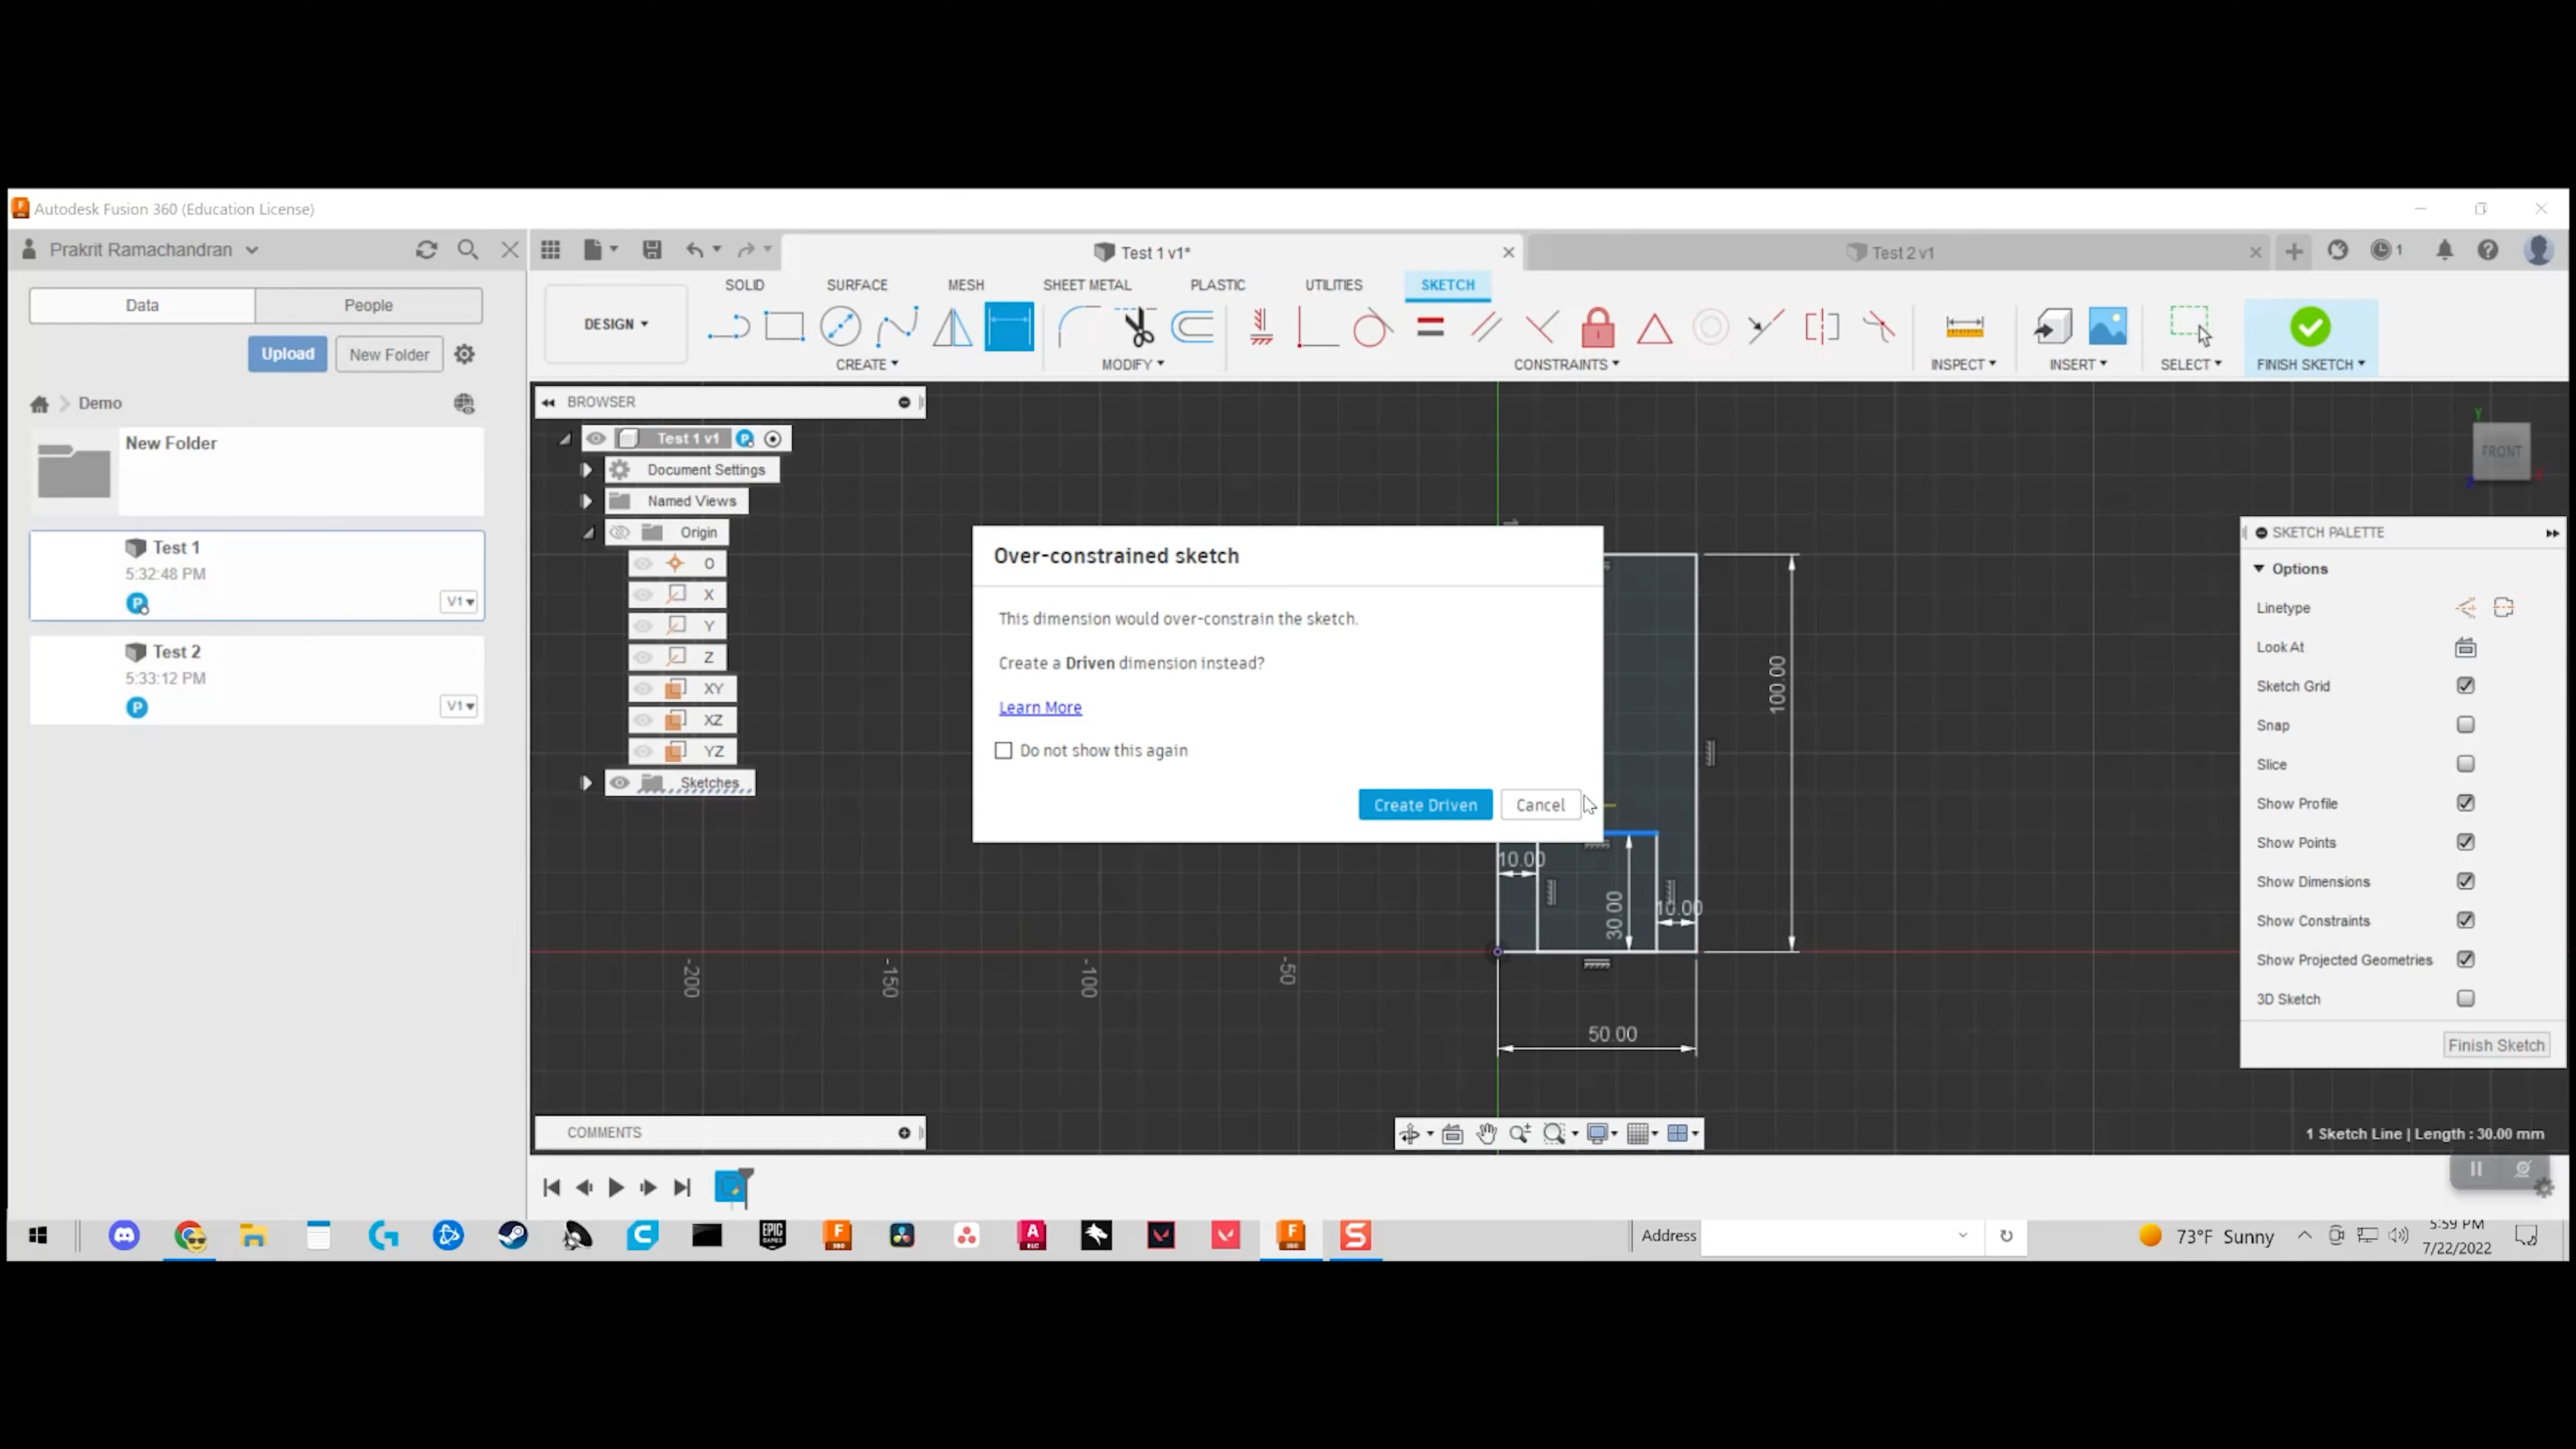 Autodesk Fusion 360 (Education License)
Prakrit Ramachandran
Test 1 v1*
Test 2 v1
1
Data
People
Upload
New Folder
Demo
New Folder
Test 1
5:32:48 PM
V1
Test 2
5:33:12 PM
V1
DESIGN
SOLID
SURFACE
MESH
SHEET METAL
PLASTIC
UTILITIES
SKETCH
CREATE
MODIFY
CONSTRAINTS
INSPECT
INSERT
SELECT
FINISH SKETCH
BROWSER
Test 1 v1
Document Settings
Named Views
Origin
O
X
Y
Z
XY
XZ
YZ
Sketches
Over-constrained sketch
This dimension would over-constrain the sketch.
Create a Driven dimension instead?
Learn More
Do not show this again
Create Driven
Cancel
100.00
10.00
30.00
10.00
50.00
-200
-150
-100
-50
Y
FRONT
SKETCH PALETTE
Options
Linetype
Look At
Sketch Grid
Snap
Slice
Show Profile
Show Points
Show Dimensions
Show Constraints
Show Projected Geometries
3D Sketch
Finish Sketch
COMMENTS
1 Sketch Line | Length : 30.00 mm
Address
73°F Sunny
5:59 PM
7/22/2022